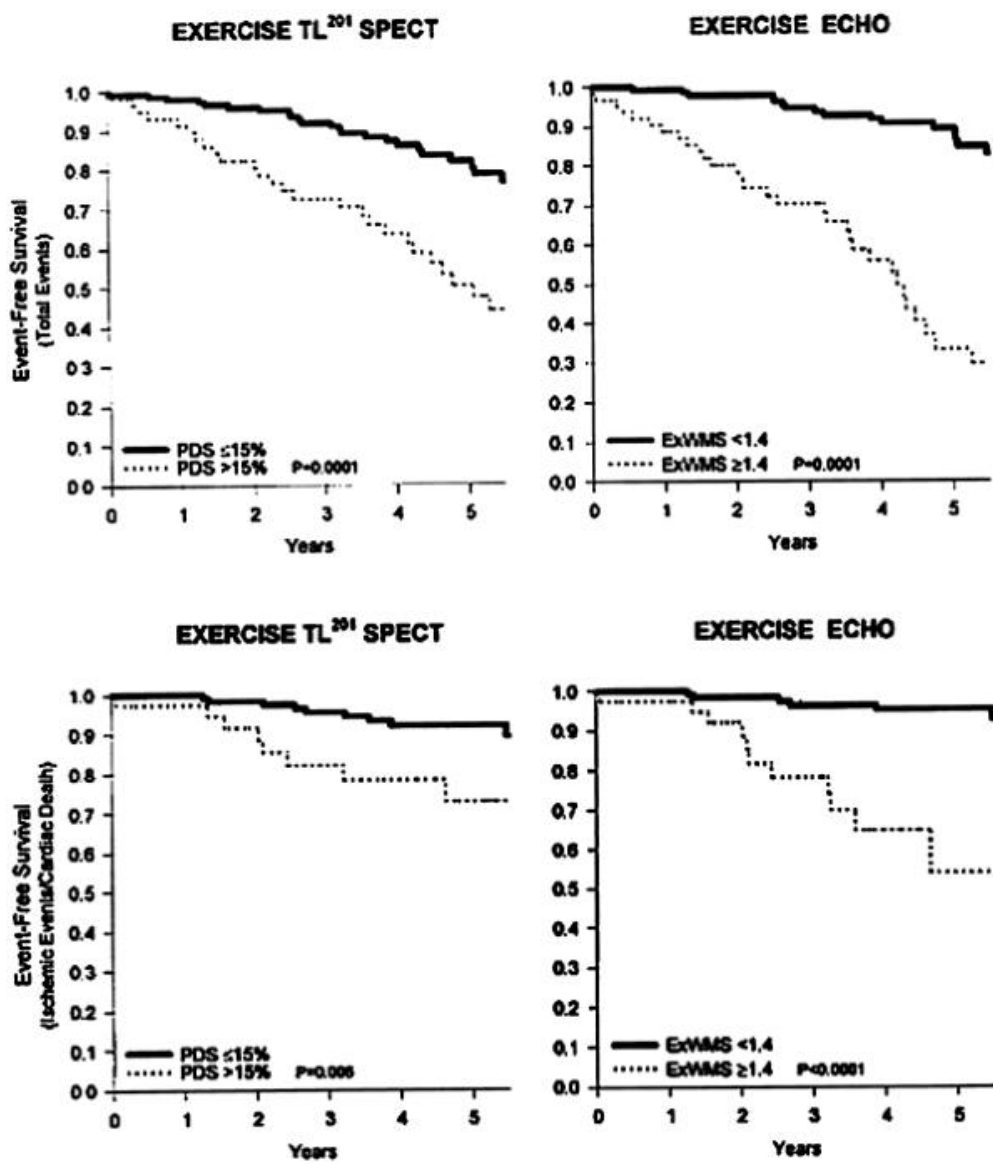 EXERCISE TL²⁰¹ SPECT
Event-Free Survival
(Total Events)
1.0
0.9
0.8
0.7
0.6
0.5
0.4
0.3
0.2
0.1
0.0
PDS ≤15%
PDS >15% P=0.0001
0 1 2 3 4 5
Years
EXERCISE ECHO
1.0
0.9
0.8
0.7
0.6
0.5
0.4
0.3
0.2
0.1
0.0
ExWMS <1.4
ExWMS ≥1.4 P=0.0001
0 1 2 3 4 5
Years
EXERCISE TL²⁰¹ SPECT
Event-Free Survival
(Ischemic Events/Cardiac Death)
1.0
0.9
0.8
0.7
0.6
0.5
0.4
0.3
0.2
0.1
0.0
PDS ≤15%
PDS >15% P=0.006
0 1 2 3 4 5
Years
EXERCISE ECHO
1.0
0.9
0.8
0.7
0.6
0.5
0.4
0.3
0.2
0.1
0.0
ExWMS <1.4
ExWMS ≥1.4 P<0.0001
0 1 2 3 4 5
Years